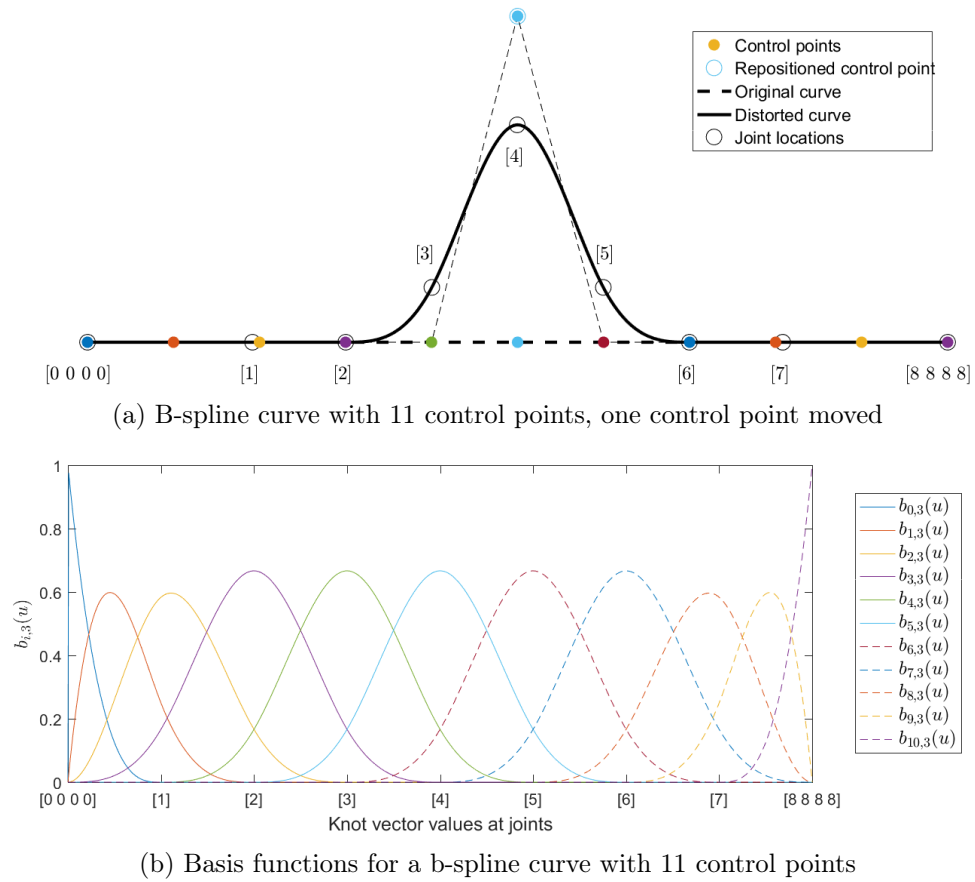 Control points
Repositioned control point
Original curve
Distorted curve
Joint locations
[4]
[3]
[5]
[0 0 0 0]
[1]
[2]
[6]
[7]
[8 8 8 8]
(a) B-spline curve with 11 control points, one control point moved
1
0.8
0.6
0.4
0.2
0
b_{i,3}(u)
[0 0 0 0]
[1]
[2]
[3]
[4]
[5]
[6]
[7]
[8 8 8 8]
Knot vector values at joints
b_{0,3}(u)
b_{1,3}(u)
b_{2,3}(u)
b_{3,3}(u)
b_{4,3}(u)
b_{5,3}(u)
b_{6,3}(u)
b_{7,3}(u)
b_{8,3}(u)
b_{9,3}(u)
b_{10,3}(u)
(b) Basis functions for a b-spline curve with 11 control points